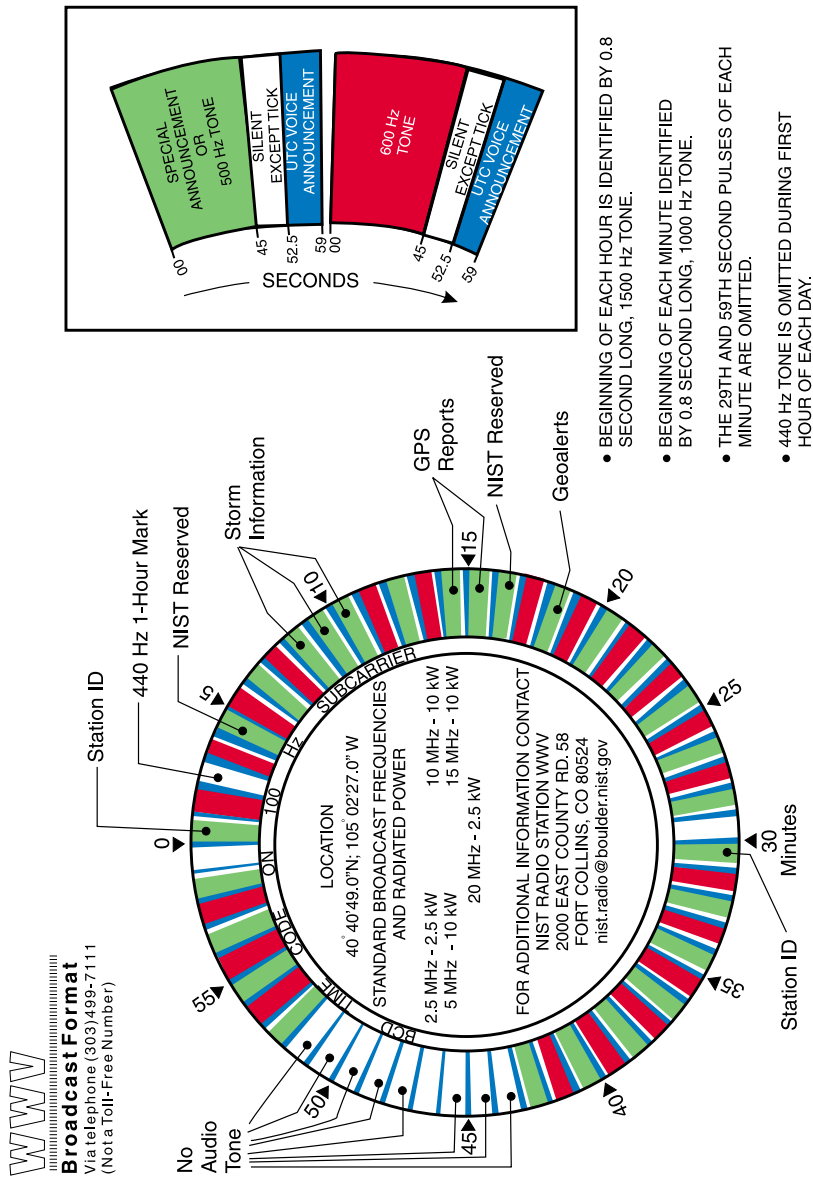 WWV
Broadcast Format
Via telephone (303)499-7111
(Not a Toll-Free Number)
Station ID
440 Hz 1-Hour Mark
NIST Reserved
Storm
Information
No
Audio
Tone
0
5
10
15
20
25
30
Minutes
35
40
45
50
55
GPS
Reports
NIST Reserved
Geoalerts
Station ID
BCD TIME CODE ON 100 Hz SUBCARRIER
LOCATION
40° 40'49.0"N; 105° 02'27.0" W
STANDARD BROADCAST FREQUENCIES
AND RADIATED POWER
2.5 MHz - 2.5 kW 10 MHz - 10 kW
5 MHz - 10 kW 15 MHz - 10 kW
20 MHz - 2.5 kW
FOR ADDITIONAL INFORMATION CONTACT
NIST RADIO STATION WWV
2000 EAST COUNTY RD. 58
FORT COLLINS, CO 80524
nist.radio@boulder.nist.gov
SPECIAL
ANNOUNCEMENT
OR
500 Hz TONE
SILENT
EXCEPT TICK
UTC VOICE
ANNOUNCEMENT
600 Hz
TONE
SILENT
EXCEPT TICK
UTC VOICE
ANNOUNCEMENT
00
45
52.5
59
00
45
52.5
59
SECONDS
• BEGINNING OF EACH HOUR IS IDENTIFIED BY 0.8
SECOND LONG, 1500 Hz TONE.
• BEGINNING OF EACH MINUTE IDENTIFIED
BY 0.8 SECOND LONG, 1000 Hz TONE.
• THE 29TH AND 59TH SECOND PULSES OF EACH
MINUTE ARE OMITTED.
• 440 Hz TONE IS OMITTED DURING FIRST
HOUR OF EACH DAY.